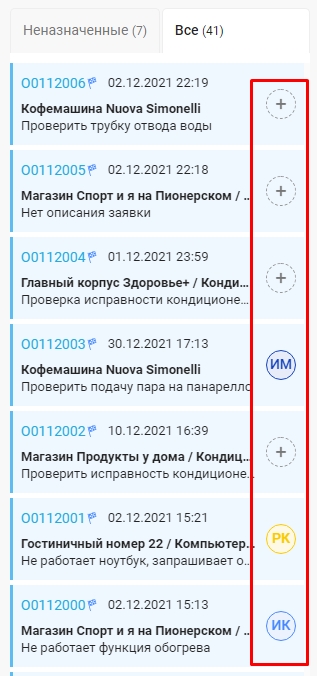 Неназначенные (7) Все (41)
O0112006 02.12.2021 22:19
Кофемашина Nuova Simonelli
Проверить трубку отвода воды
+
O0112005 02.12.2021 22:18
Магазин Спорт и я на Пионерском / ...
Нет описания заявки
+
O0112004 01.12.2021 23:59
Главный корпус Здоровье+ / Конди...
Проверка исправности кондиционе...
+
O0112003 30.12.2021 17:13
Кофемашина Nuova Simonelli
Проверить подачу пара на панарелло
ИМ
O0112002 10.12.2021 16:39
Магазин Продукты у дома / Кондиц...
Проверить исправность кондиционе...
+
O0112001 02.12.2021 15:21
Гостиничный номер 22 / Компьютер...
Не работает ноутбук, запрашивает о...
РК
O0112000 02.12.2021 15:13
Магазин Спорт и я на Пионерском / ...
Не работает функция обогрева
ИК